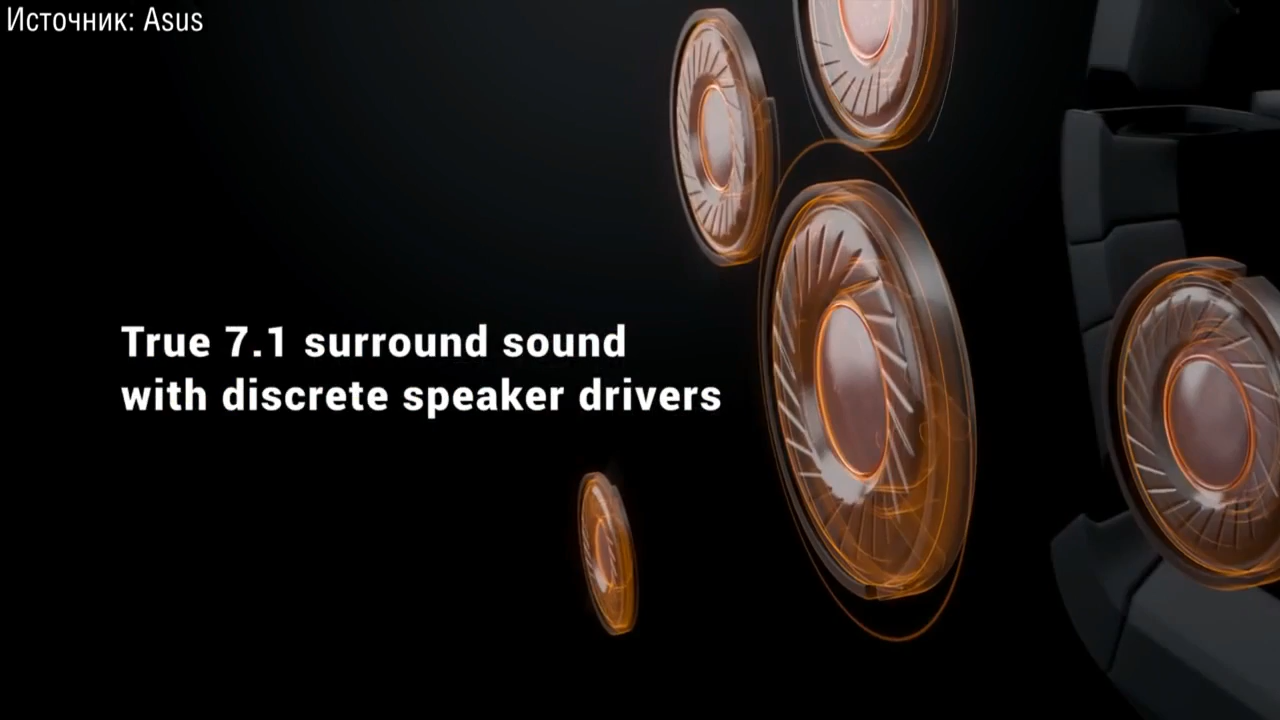 Источник: Asus
True 7.1 surround sound
with discrete speaker drivers